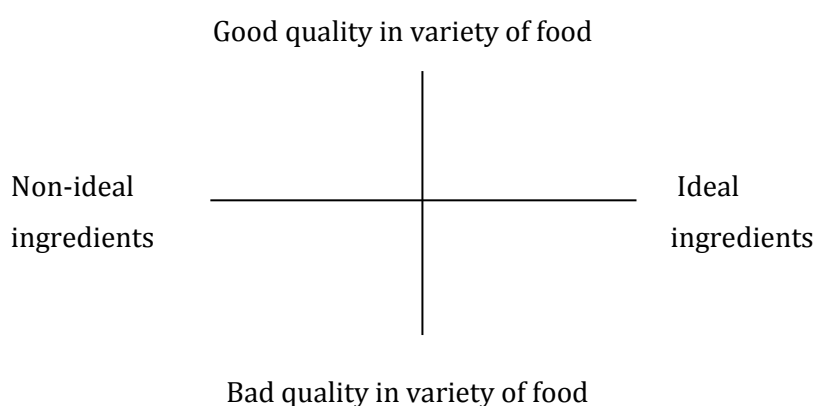 Good quality in variety of food
Non-ideal
ingredients
Ideal
ingredients
Bad quality in variety of food